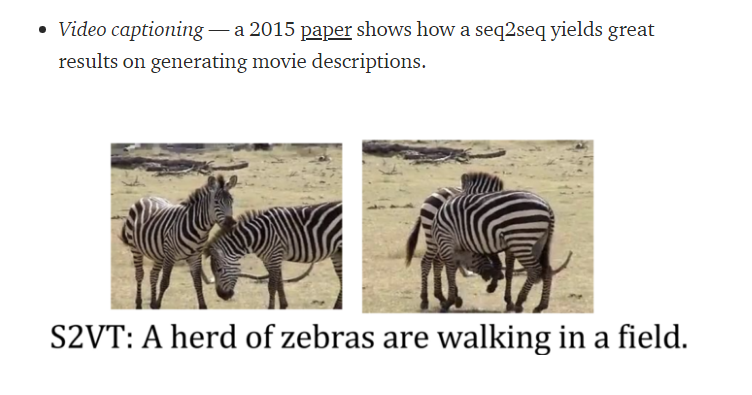 • Video captioning — a 2015 paper shows how a seq2seq yields great
results on generating movie descriptions.
S2VT: A herd of zebras are walking in a field.